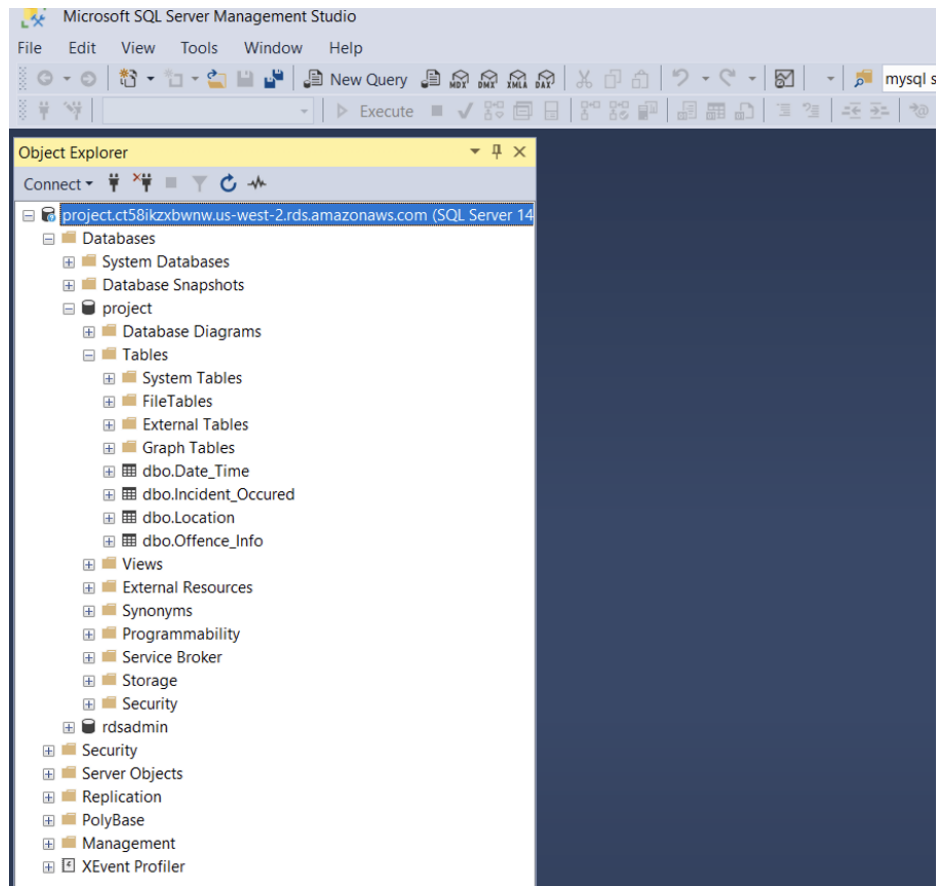 Microsoft SQL Server Management Studio
File Edit View Tools Window Help
New Query MDX DMX XMLA DAX mysql s
Execute
Object Explorer
Connect
project.ct58ikzxbwnw.us-west-2.rds.amazonaws.com (SQL Server 14
Databases
System Databases
Database Snapshots
project
Database Diagrams
Tables
System Tables
FileTables
External Tables
Graph Tables
dbo.Date_Time
dbo.Incident_Occured
dbo.Location
dbo.Offence_Info
Views
External Resources
Synonyms
Programmability
Service Broker
Storage
Security
rdsadmin
Security
Server Objects
Replication
PolyBase
Management
XEvent Profiler